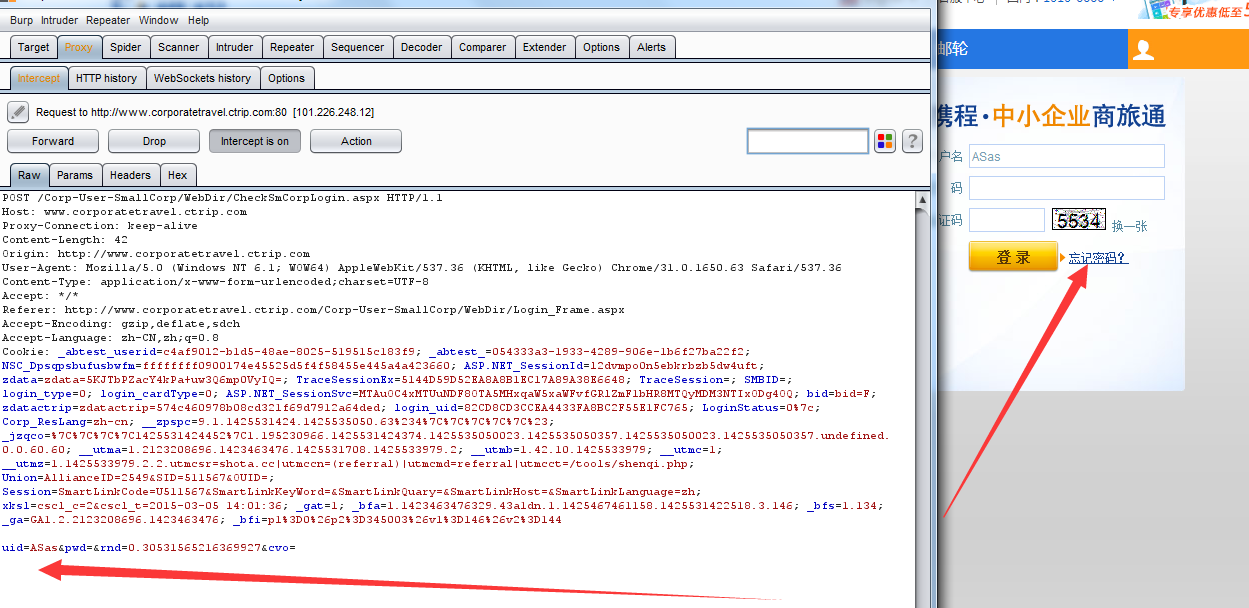 Burp Intruder Repeater Window Help
Target Proxy Spider Scanner Intruder Repeater Sequencer Decoder Comparer Extender Options Alerts
Intercept HTTP history WebSockets history Options
Request to http://www.corporatetravel.ctrip.com:80 [101.226.248.12]
Forward Drop Intercept is on Action
?
Raw Params Headers Hex
POST /Corp-User-SmallCorp/WebDir/CheckSmCorpLogin.aspx HTTP/1.1
Host: www.corporatetravel.ctrip.com
Proxy-Connection: keep-alive
Content-Length: 42
Origin: http://www.corporatetravel.ctrip.com
User-Agent: Mozilla/5.0 (Windows NT 6.1; WOW64) AppleWebKit/537.36 (KHTML, like Gecko) Chrome/31.0.1650.63 Safari/537.36
Content-Type: application/x-www-form-urlencoded;charset=UTF-8
Accept: */*
Referer: http://www.corporatetravel.ctrip.com/Corp-User-SmallCorp/WebDir/Login_Frame.aspx
Accept-Encoding: gzip,deflate,sdch
Accept-Language: zh-CN,zh;q=0.8
Cookie: _abtest_userid=c4af9012-b1d5-48ae-8025-519515c183f9; _abtest_=054333a3-1933-4289-906e-1b6f27ba22f2;
NSC_Dpsqpsbufusbwfm=ffffffff0900174e45525d5f4f58455e445a4a423660; ASP.NET_SessionId=12dvmpo0n5ebkrbzb5dw4uft;
zdata=zdata=5KJTbPZacY4kPa+uw3Q6mp0VyIQ=; TraceSessionEx=5144D59D52EA8A8B1EC17A89A38E6648; TraceSession=; SMBID=;
login_type=0; login_cardType=0; ASP.NET_SessionSvc=MTAuOC4xMTUuNDF8OTA5MHxqaW5xaWFvfGRlZmF1bHR8MTQyMDM3NTIxODg4OQ; bid=bid=F;
zdatactrip=zdatactrip=574c460978b08cd321f69d7912a64ded; login_uid=82CD8CD3CCEA4433FA8BC2F55E1FC765; LoginStatus=0%7c;
Corp_ResLang=zh-cn; __zpspc=9.1.1425531424.1425535050.63%234%7C%7C%7C%7C%7C%23;
_jzqco=%7C%7C%7C%7C1425531424452%7C1.195230966.1425531424374.1425535050023.1425535050357.1425535050023.1425535050357.undefined.
0.0.60.60; __utma=1.2123208696.1423463476.1425531708.1425533979.2; __utmb=1.42.10.1425533979; __utmc=1;
__utmz=1.1425533979.2.2.utmcsr=shota.cc|utmccn=(referral)|utmcmd=referral|utmcct=/tools/shenqi.php;
Union=AllianceID=2549&SID=511567&OUID=;
Session=SmartLinkCode=U511567&SmartLinkKeyWord=&SmartLinkQuary=&SmartLinkHost=&SmartLinkLanguage=zh;
xksl=cscl_c=2&cscl_t=2015-03-05 14:01:36; _gat=1; _bfa=1.1423463476329.43aldn.1.1425467461158.1425531422518.3.146; _bfs=1.134;
_ga=GA1.2.2123208696.1423463476; _bfi=p1%3D0%26p2%3D345003%26v1%3D146%26v2%3D144
uid=ASas&pwd=&rnd=0.30531565216369927&cvo=
专享优惠低至5
邮轮
携程·中小企业商旅通
户名 ASas
码
证码 5534 换一张
登 录 忘记密码?